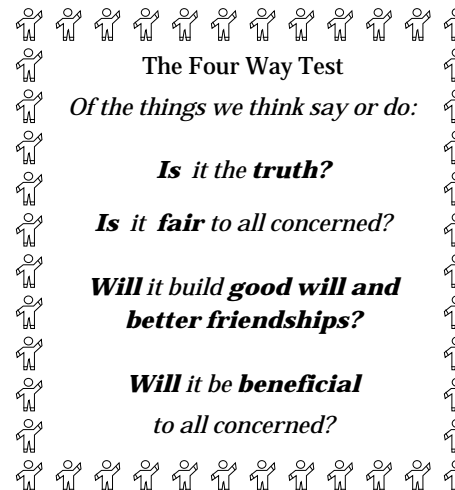 The Four Way Test
Of the things we think say or do:
Is it the truth?
Is it fair to all concerned?
Will it build good will and
better friendships?
Will it be beneficial
to all concerned?